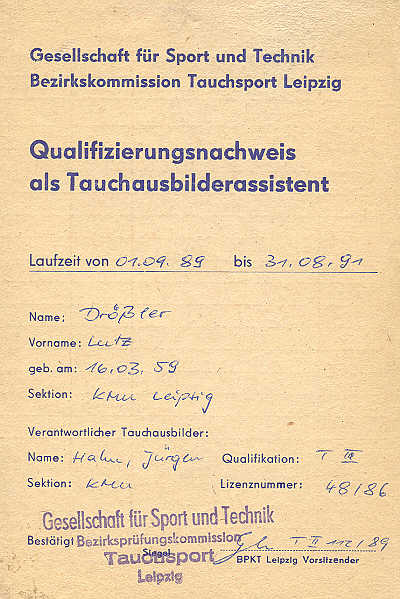 Gesellschaft für Sport und Technik
Bezirkskommission Tauchsport Leipzig
Qualifizierungsnachweis
als Tauchausbilderassistent
Laufzeit von 01.09.89 bis 31.08.91
Name: Drößler
Vorname: Lutz
geb. am: 16.03.59
Sektion: KMU Leipzig
Verantwortlicher Tauchausbilder:
Name: Hahn, Jürgen Qualifikation: T III
Sektion: KMU Lizenznummer: 48/86
Gesellschaft für Sport und Technik
Bestätigt Bezirksprüfungskommission T II 112/89
Tauchsport Siegel BPKT Leipzig Vorsitzender
Leipzig